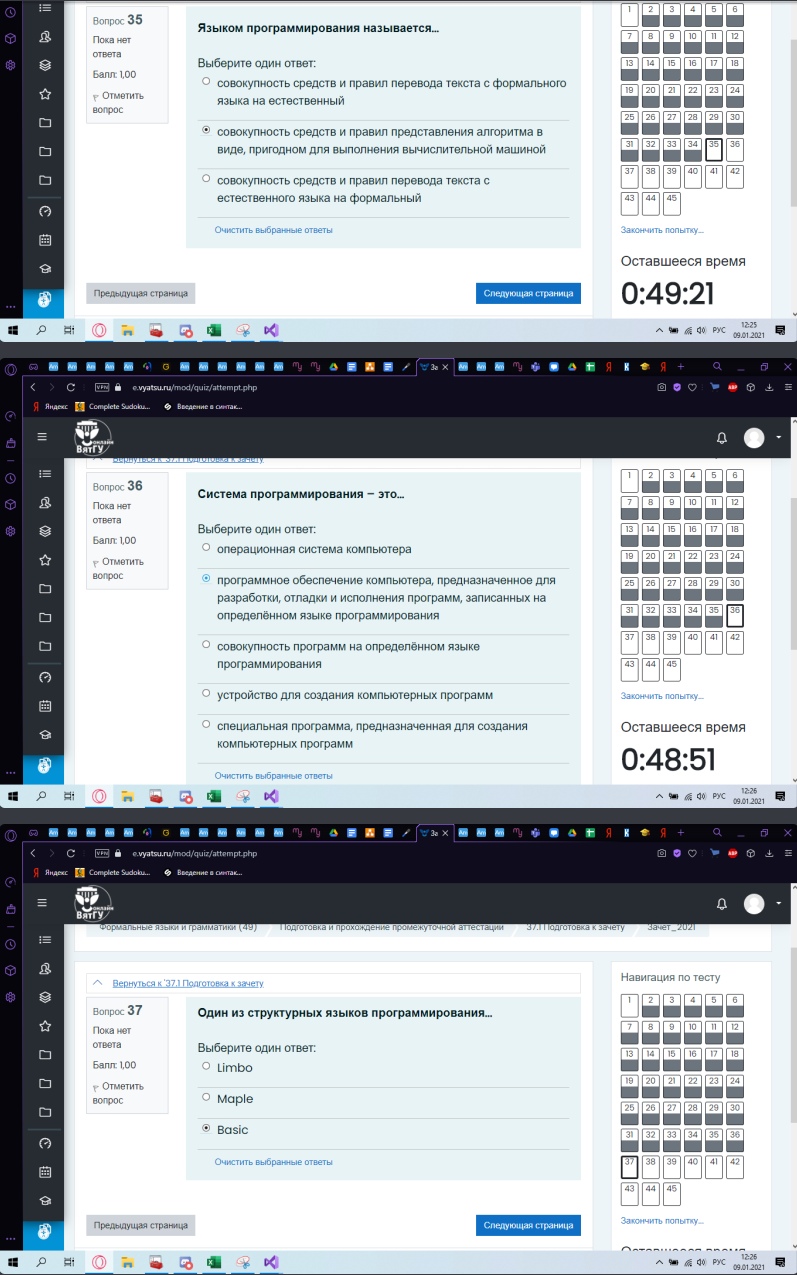 Вопрос 35
Пока нет
ответа
Балл: 1,00
Отметить
вопрос
Языком программирования называется...
Выберите один ответ:
совокупность средств и правил перевода текста с формального
языка на естественный
совокупность средств и правил представления алгоритма в
виде, пригодном для выполнения вычислительной машиной
совокупность средств и правил перевода текста с
естественного языка на формальный
Очистить выбранные ответы
Предыдущая страница
Следующая страница
1 2 3 4 5 6
7 8 9 10 11 12
13 14 15 16 17 18
19 20 21 22 23 24
25 26 27 28 29 30
31 32 33 34 35 36
37 38 39 40 41 42
43 44 45
Закончить попытку...
Оставшееся время
0:49:21
РУС
12:25
09.01.2021
За
VPN
e.vyatsu.ru/mod/quiz/attempt.php
ABP
Яндекс
Complete Sudoku...
Введение в синтак...
онлайн
ВятГУ
Вернуться к '37.1 Подготовка к зачету
Вопрос 36
Пока нет
ответа
Балл: 1,00
Отметить
вопрос
Система программирования – это...
Выберите один ответ:
операционная система компьютера
программное обеспечение компьютера, предназначенное для
разработки, отладки и исполнения программ, записанных на
определённом языке программирования
совокупность программ на определённом языке
программирования
устройство для создания компьютерных программ
специальная программа, предназначенная для создания
компьютерных программ
Очистить выбранные ответы
1 2 3 4 5 6
7 8 9 10 11 12
13 14 15 16 17 18
19 20 21 22 23 24
25 26 27 28 29 30
31 32 33 34 35 36
37 38 39 40 41 42
43 44 45
Закончить попытку...
Оставшееся время
0:48:51
РУС
12:26
09.01.2021
За
VPN
e.vyatsu.ru/mod/quiz/attempt.php
ABP
Яндекс
Complete Sudoku...
Введение в синтак...
онлайн
ВятГУ
Формальные языки и грамматики (49)
Подготовка и прохождение промежуточной аттестации
37.1 Подготовка к зачету
Зачет_2021
Вернуться к '37.1 Подготовка к зачету
Вопрос 37
Пока нет
ответа
Балл: 1,00
Отметить
вопрос
Один из структурных языков программирования...
Выберите один ответ:
Limbo
Maple
Basic
Очистить выбранные ответы
Предыдущая страница
Следующая страница
Навигация по тесту
1 2 3 4 5 6
7 8 9 10 11 12
13 14 15 16 17 18
19 20 21 22 23 24
25 26 27 28 29 30
31 32 33 34 35 36
37 38 39 40 41 42
43 44 45
Закончить попытку...
Оставшееся время
РУС
12:26
09.01.2021